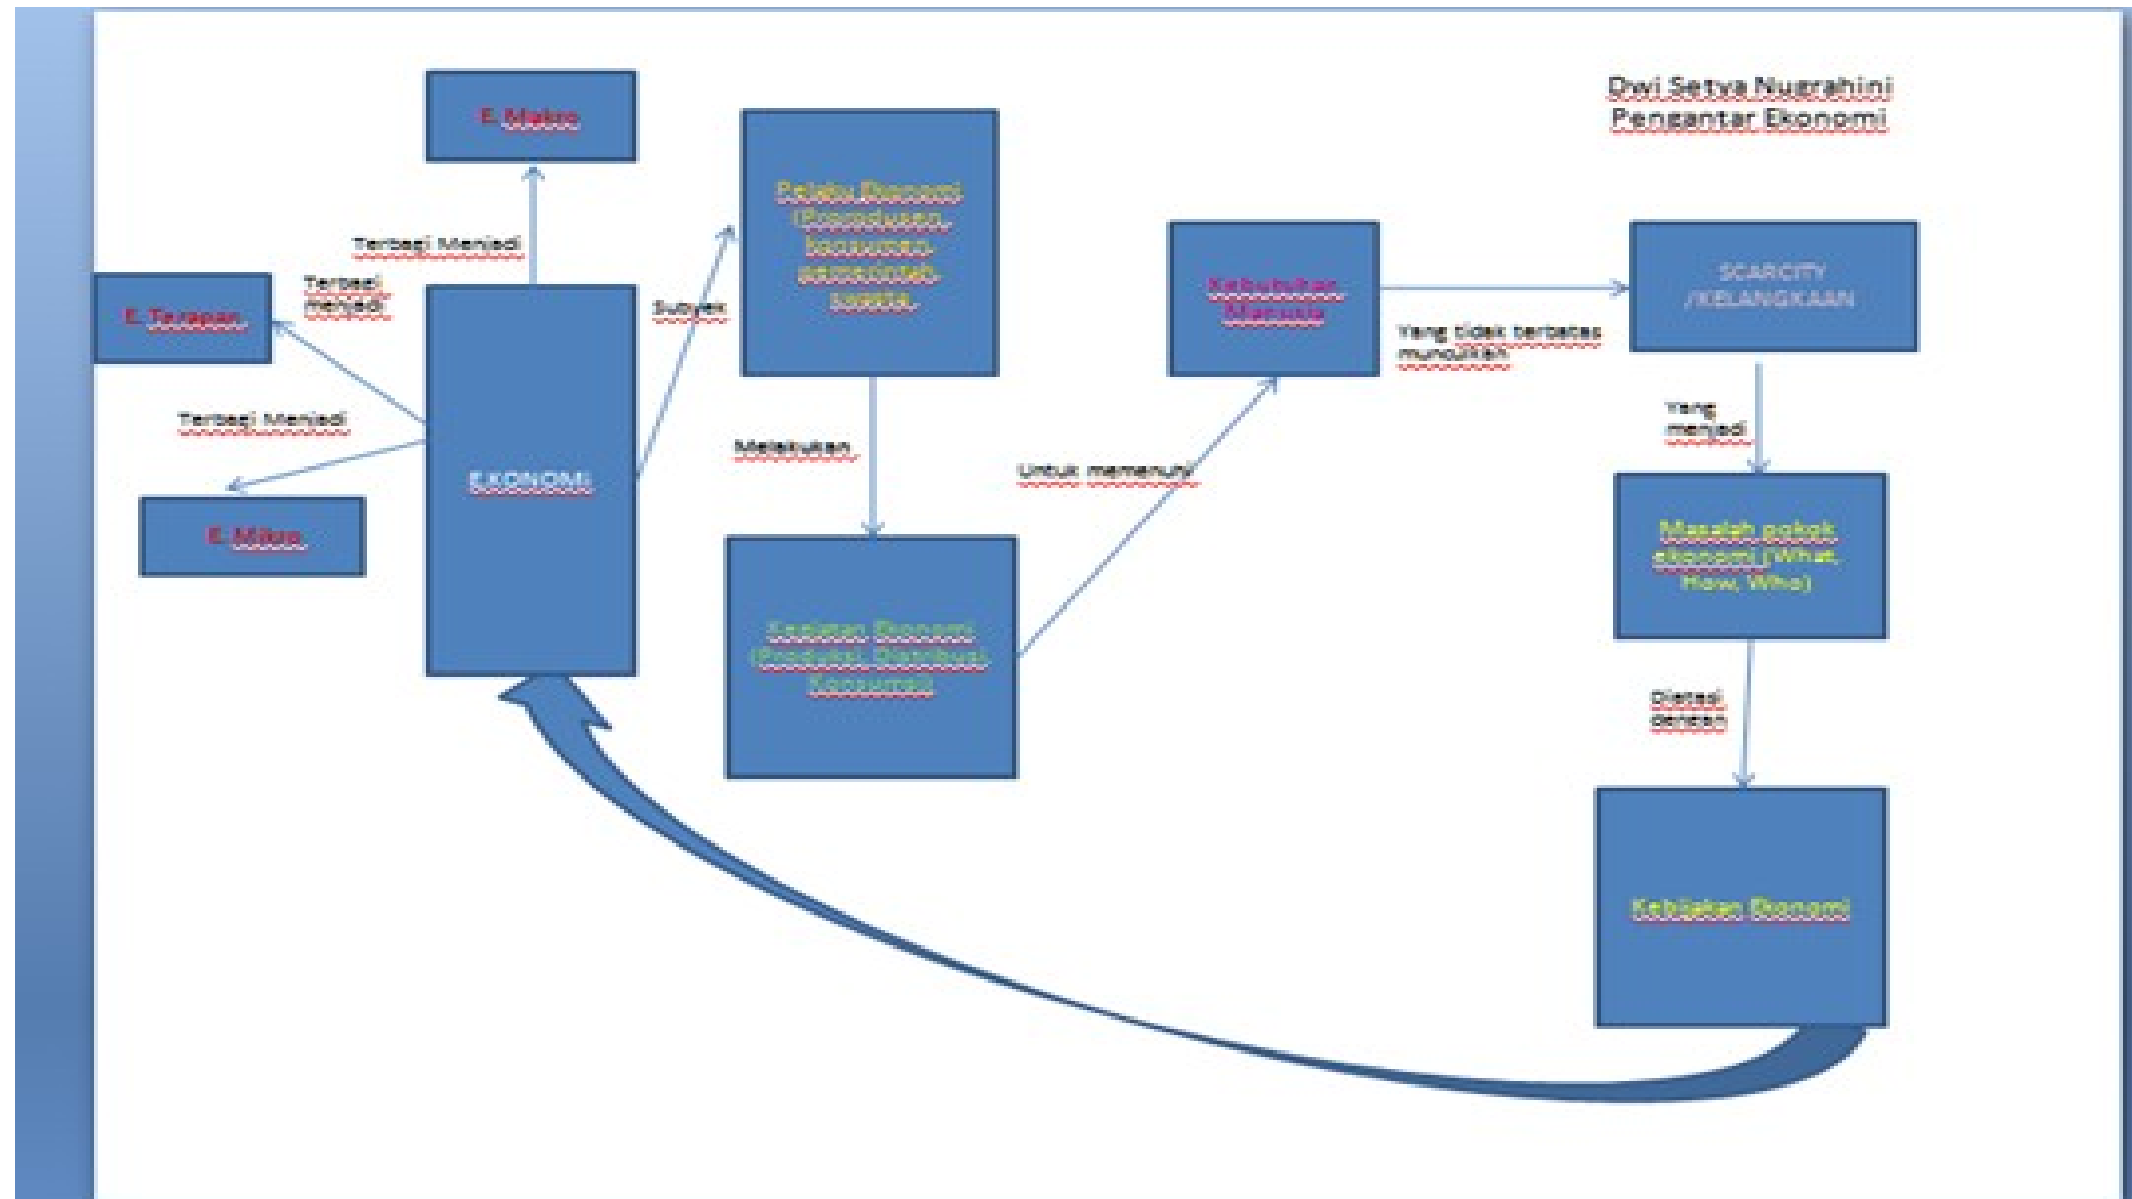 Dwi Setya Nugrahini
Pengantar Ekonomi
E. Makro
Pelaku Ekonomi
(Prorodusen,
konsumen,
pemerintah,
swasta,
Terbagi Menjadi
Terbagi
menjadi
E. Terapan
Subyek
Kebutuhan
Manusia
SCARCITY
/KELANGKAAN
Yang tidak terbatas
munculkan
Terbagi Menjadi
EKONOMI
E. Mikro
Melakukan
Untuk memenuhi
Yang
menjadi
Masalah pokok
ekonomi (What,
How, Who)
Kegiatan Ekonomi
(Produksi, Distribusi,
Konsumsi)
Diatasi
dengan
Kebijakan Ekonomi